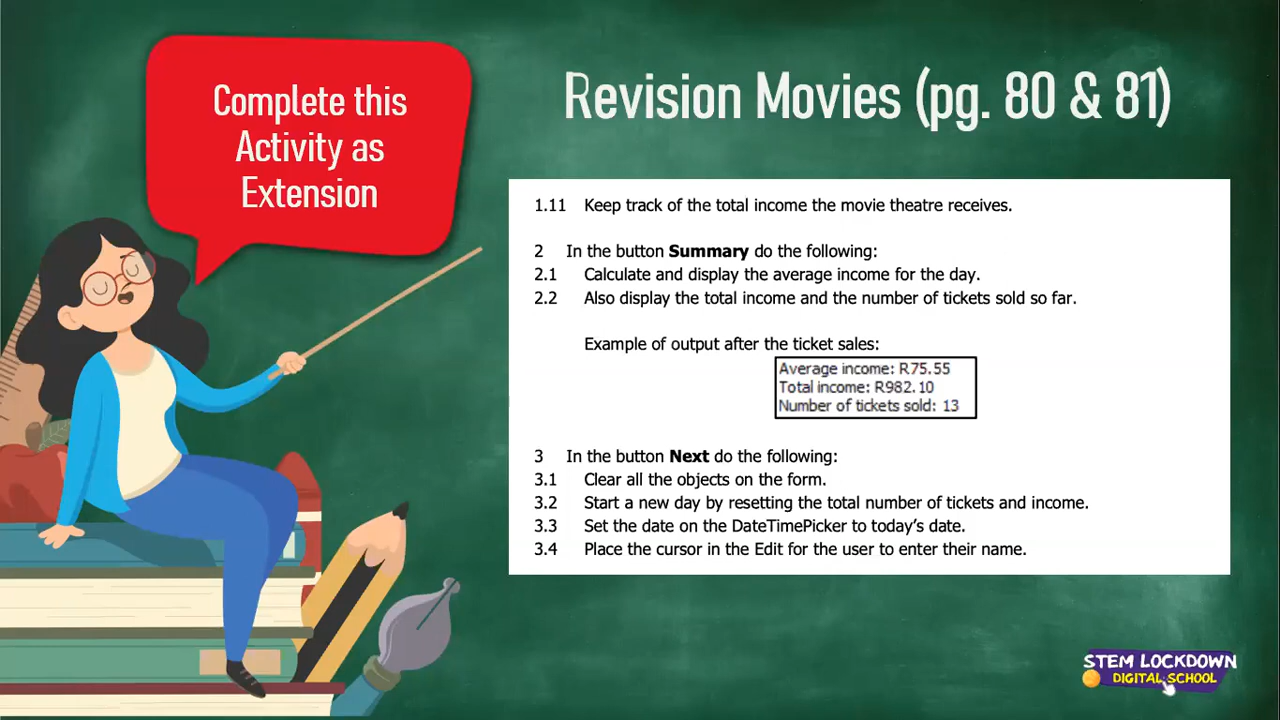 Complete this
Activity as
Extension
Revision Movies (pg. 80 & 81)
1.11 Keep track of the total income the movie theatre receives.
2 In the button Summary do the following:
2.1 Calculate and display the average income for the day.
2.2 Also display the total income and the number of tickets sold so far.
Example of output after the ticket sales:
Average income: R75.55
Total income: R982.10
Number of tickets sold: 13
3 In the button Next do the following:
3.1 Clear all the objects on the form.
3.2 Start a new day by resetting the total number of tickets and income.
3.3 Set the date on the DateTimePicker to today's date.
3.4 Place the cursor in the Edit for the user to enter their name.
STEM LOCKDOWN
DIGITAL SCHOOL